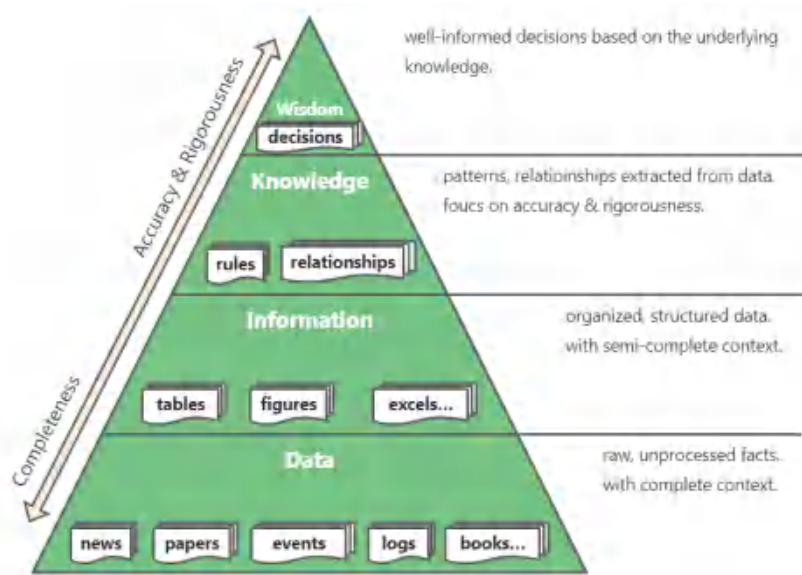 well-informed decisions based on the underlying
knowledge.
Wisdom
decisions
Accuracy & Rigorousness
Knowledge
patterns, relatioinships extracted from data.
foucs on accuracy & rigorousness.
rules
relationships
Information
organized, structured data.
with semi-complete context.
tables
figures
excels...
Completeness
Data
raw, unprocessed facts.
with complete context.
news
papers
events
logs
books...